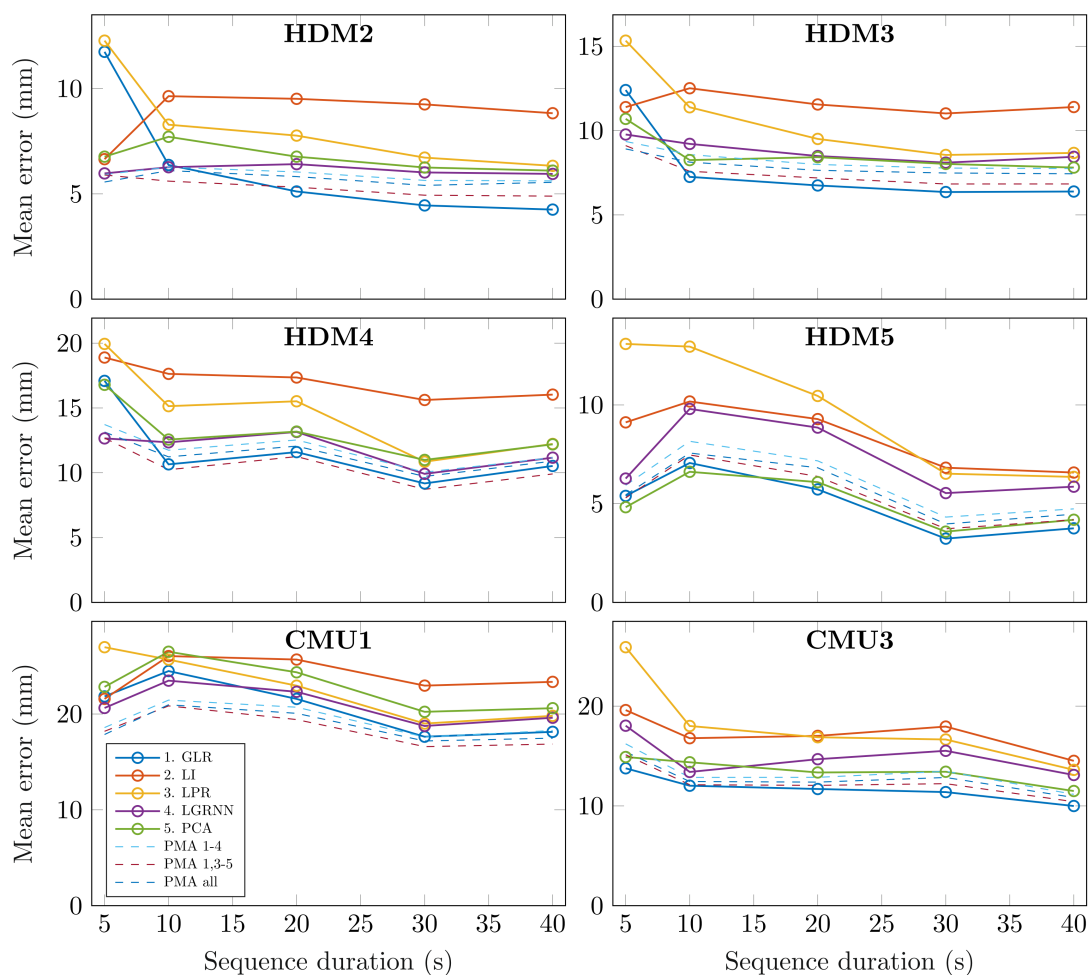 HDM2
HDM3
Mean error (mm)
10
5
0
15
10
5
0
HDM4
HDM5
Mean error (mm)
20
15
10
5
0
10
5
0
CMU1
CMU3
Mean error (mm)
20
10
0
20
10
0
1. GLR
2. LI
3. LPR
4. LGRNN
5. PCA
PMA 1-4
PMA 1,3-5
PMA all
5 10 15 20 25 30 35 40
5 10 15 20 25 30 35 40
Sequence duration (s)
Sequence duration (s)